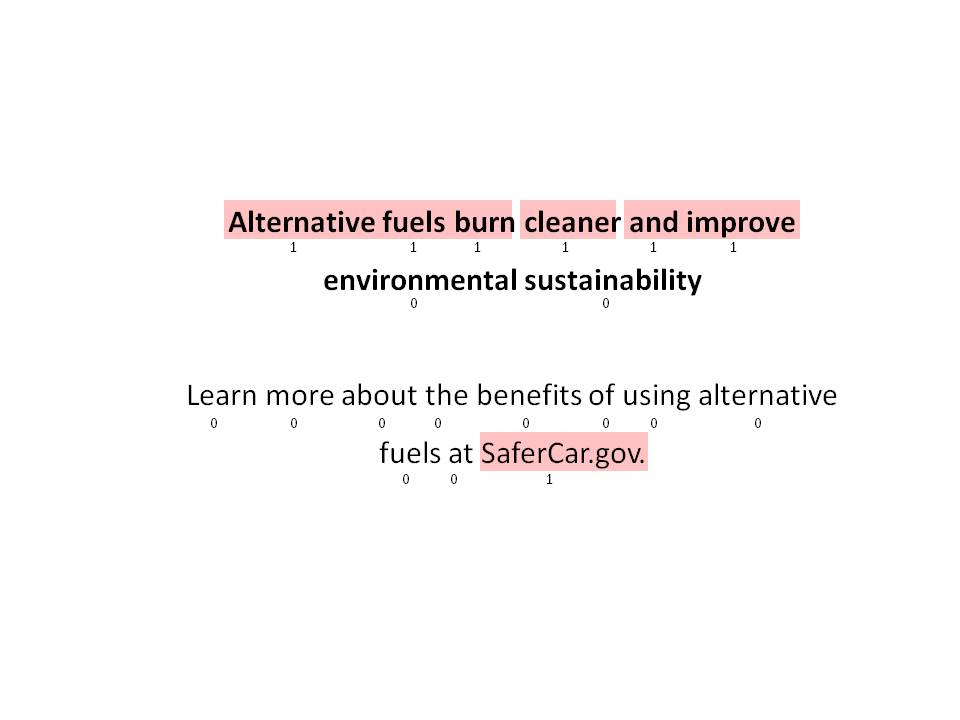 Alternative fuels burn cleaner and improve
1 1 1 1 1 1
environmental sustainability
0 0
Learn more about the benefits of using alternative
0 0 0 0 0 0 0 0
fuels at SaferCar.gov.
0 0 1